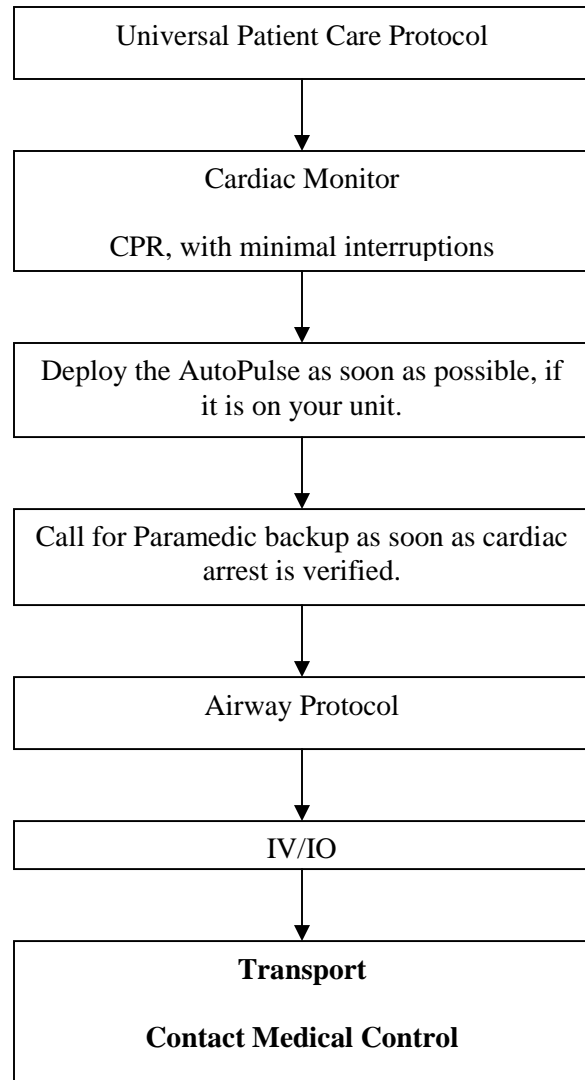 Universal Patient Care Protocol
Cardiac Monitor
CPR, with minimal interruptions
Deploy the AutoPulse as soon as possible, if
it is on your unit.
Call for Paramedic backup as soon as cardiac
arrest is verified.
Airway Protocol
IV/IO
Transport
Contact Medical Control